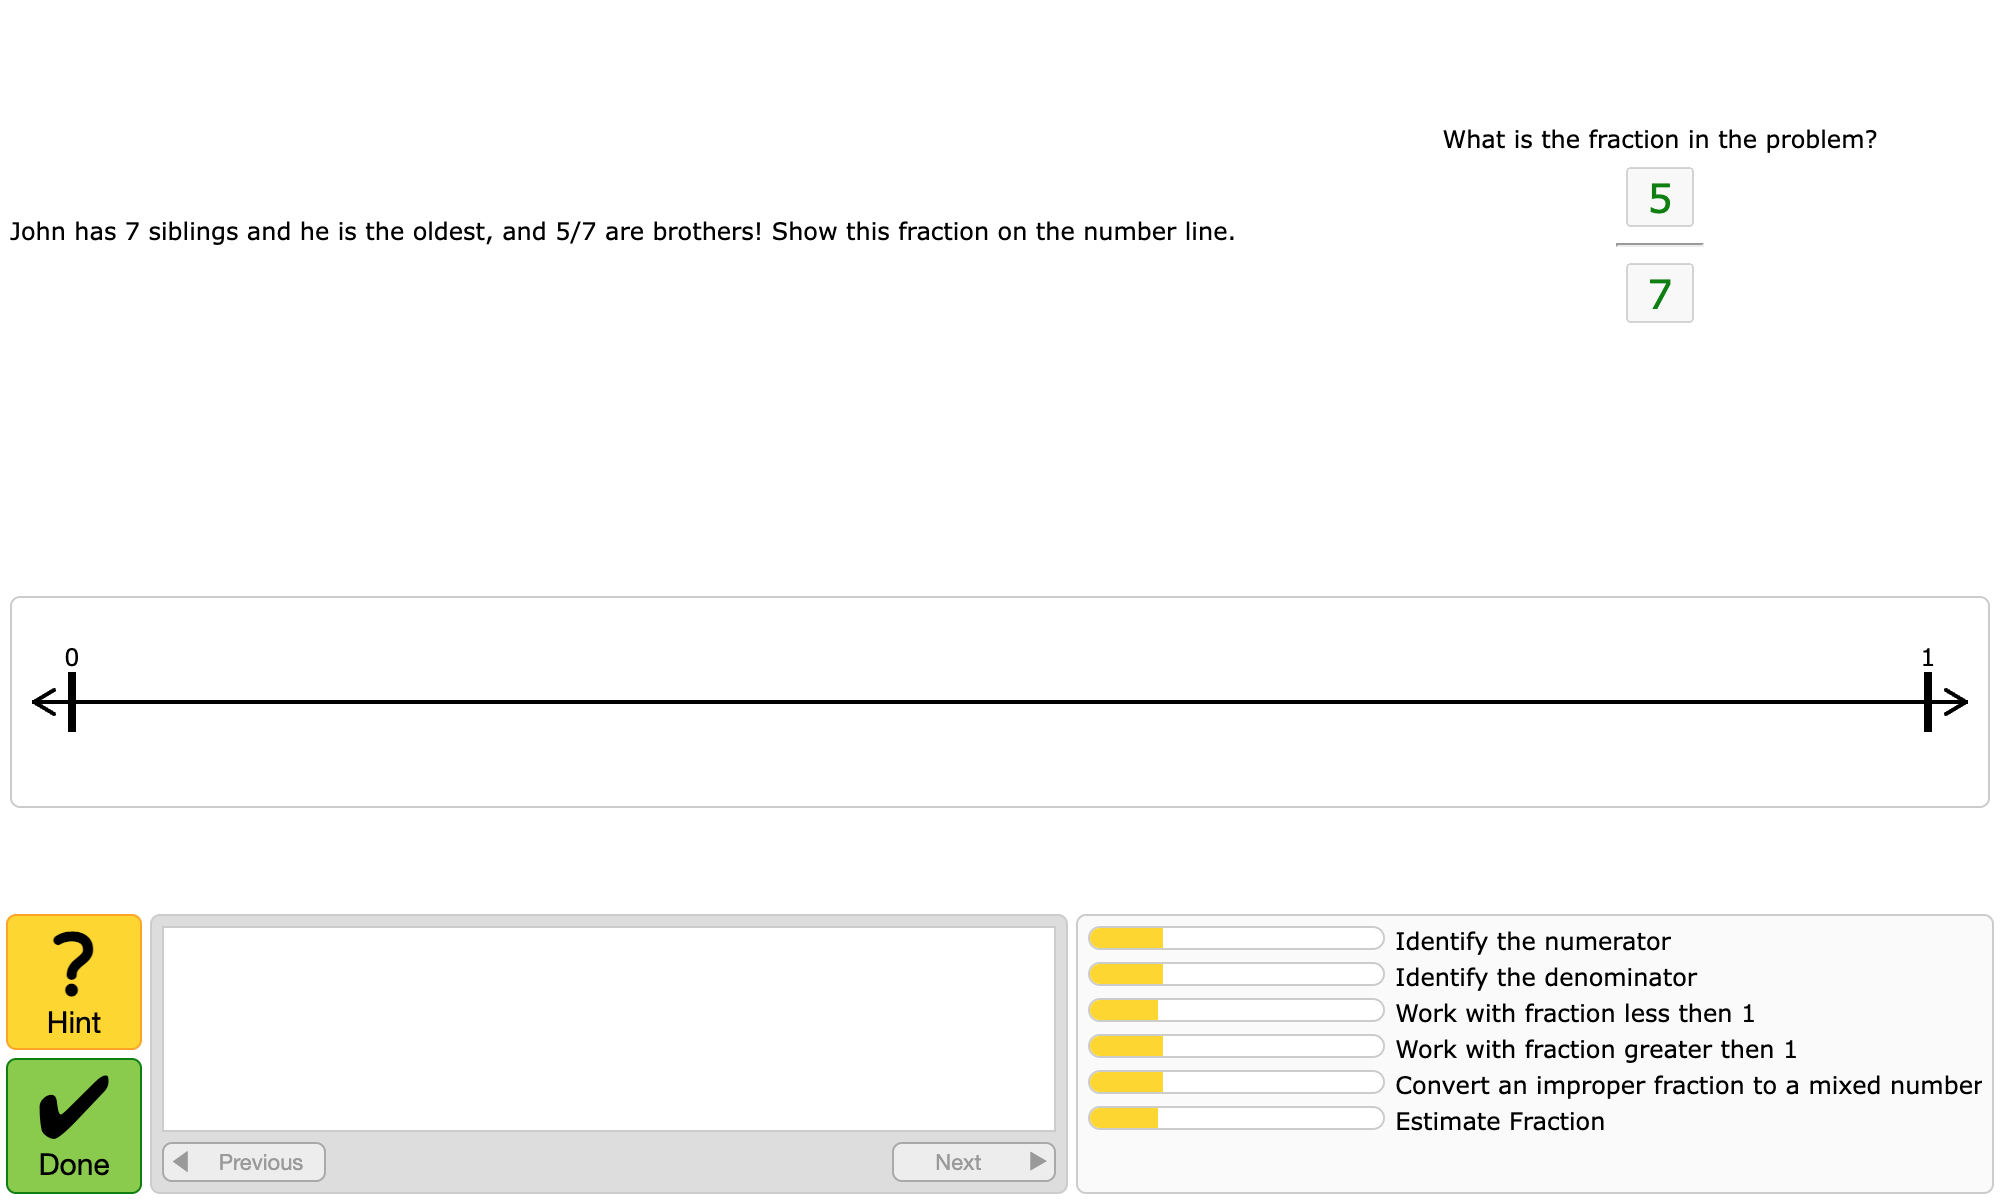 What is the fraction in the problem?
5
John has 7 siblings and he is the oldest, and 5/7 are brothers! Show this fraction on the number line.
7
0
1
?
Hint
Done
Previous
Next
Identify the numerator
Identify the denominator
Work with fraction less then 1
Work with fraction greater then 1
Convert an improper fraction to a mixed number
Estimate Fraction